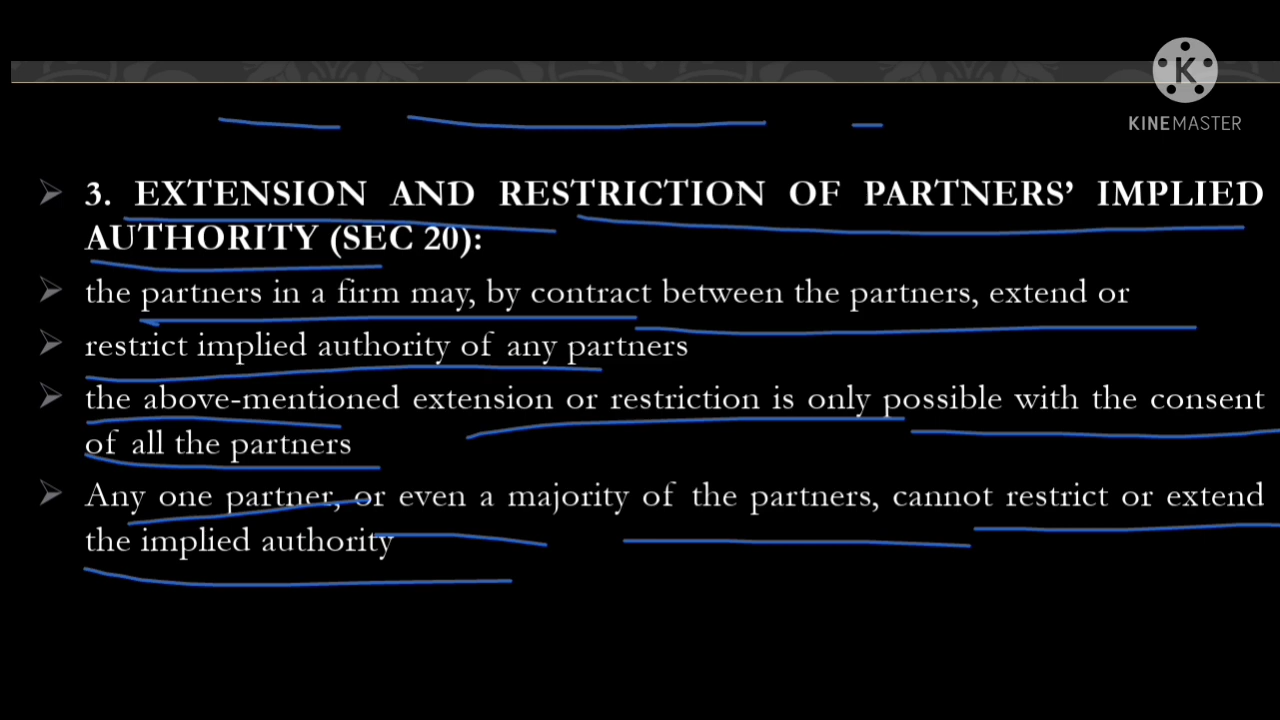 KINEMASTER
3. EXTENSION AND RESTRICTION OF PARTNERS' IMPLIED
AUTHORITY (SEC 20):
the partners in a firm may, by contract between the partners, extend or
restrict implied authority of any partners
the above-mentioned extension or restriction is only possible with the consent
of all the partners
Any one partner, or even a majority of the partners, cannot restrict or extend
the implied authority